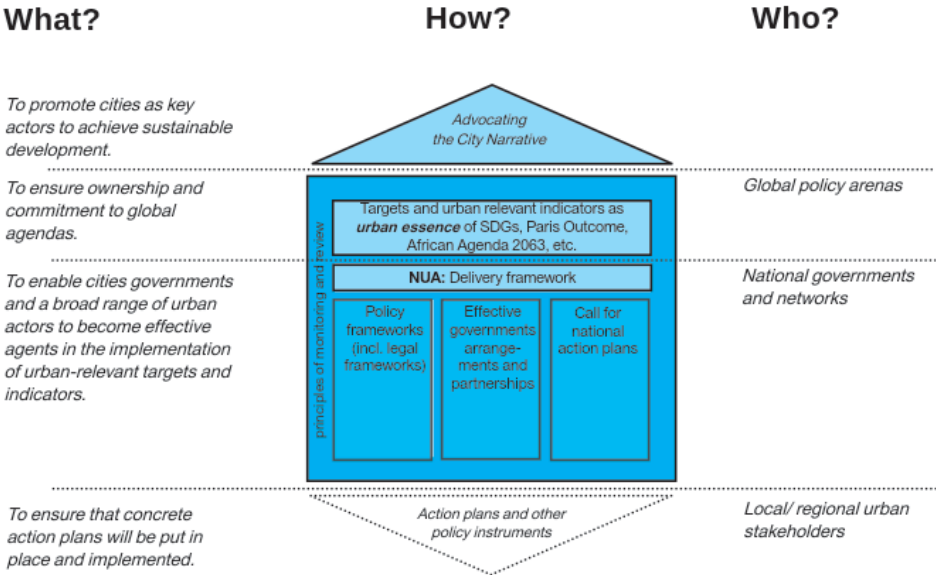 What?
How?
Who?
To promote cities as key
actors to achieve sustainable
development.
Advocating
the City Narrative
To ensure ownership and
commitment to global
agendas.
Global policy arenas
Targets and urban relevant indicators as
urban essence of SDGs, Paris Outcome,
African Agenda 2063, etc.
principles of monitoring and review
To enable cities governments
and a broad range of urban
actors to become effective
agents in the implementation
of urban-relevant targets and
indicators.
NUA: Delivery framework
Policy
frameworks
(incl. legal
frameworks)
Effective
governments
arrange-
ments and
partnerships
Call for
national
action plans
National governments
and networks
To ensure that concrete
action plans will be put in
place and implemented.
Action plans and other
policy instruments
Local/ regional urban
stakeholders